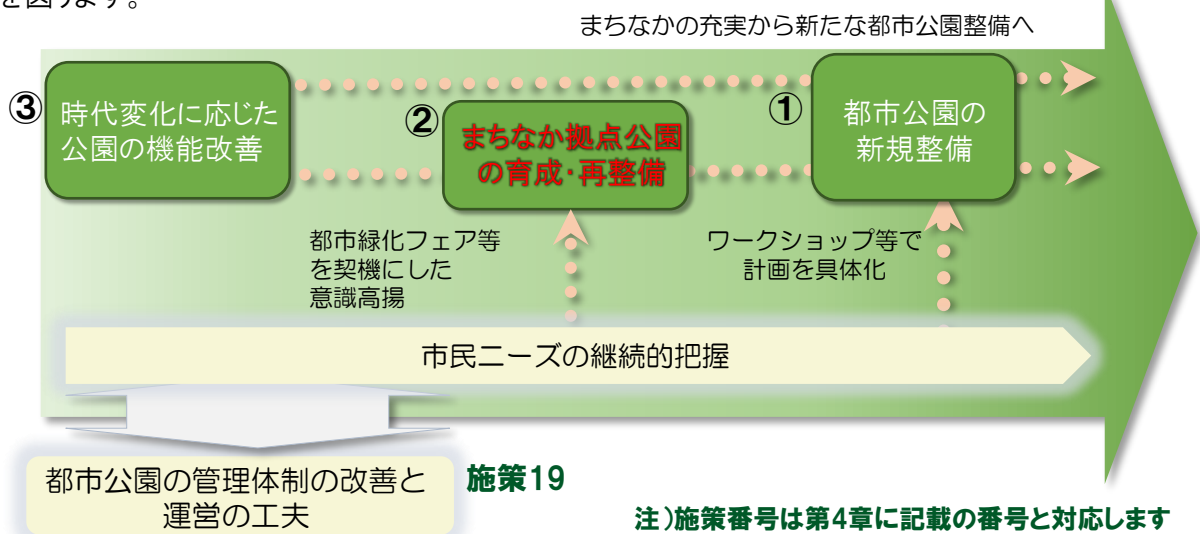 を図ります。
まちなかの充実から新たな都市公園整備へ
③
時代変化に応じた
公園の機能改善
②
まちなか拠点公園
の育成・再整備
①
都市公園の
新規整備
都市緑化フェア等
を契機にした
意識高揚
ワークショップ等で
計画を具体化
市民ニーズの継続的把握
都市公園の管理体制の改善と
運営の工夫
施策19
注)施策番号は第4章に記載の番号と対応します